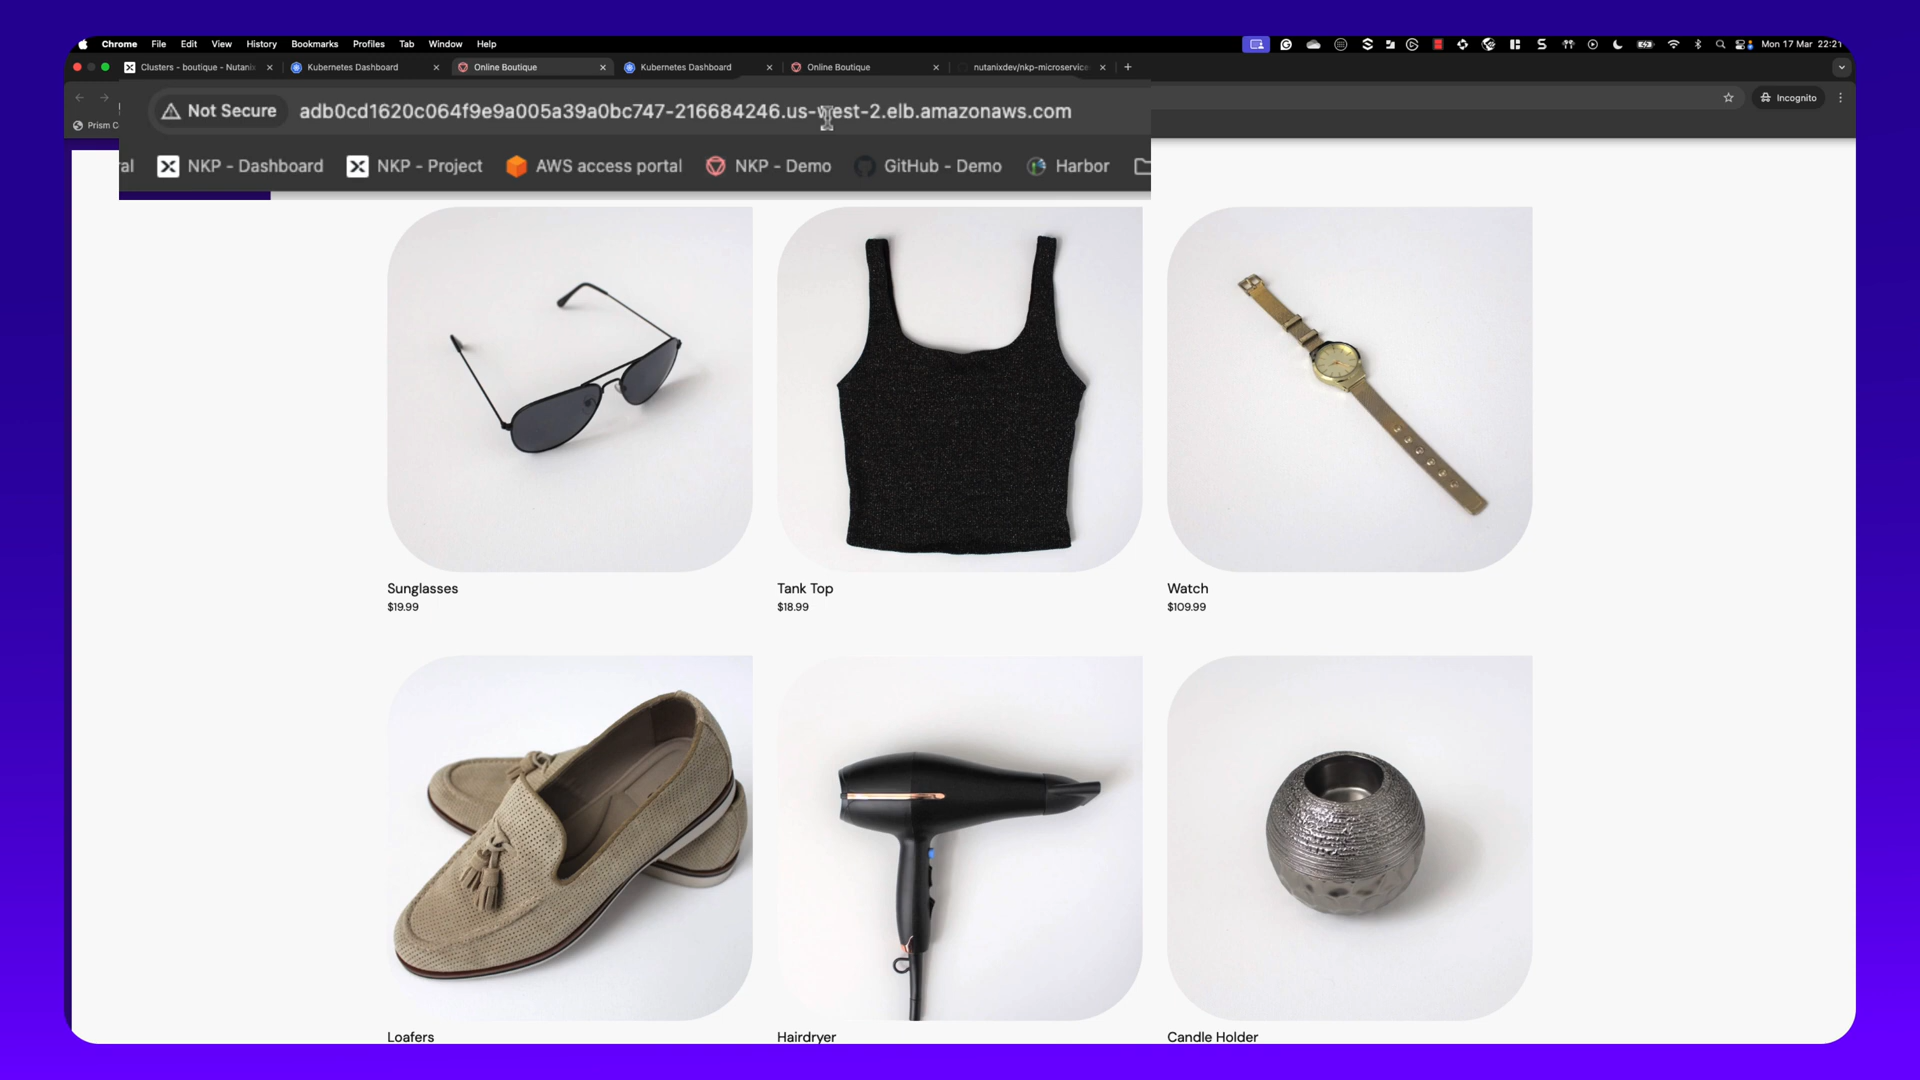 Chrome File Edit View History Bookmarks Profiles Tab Window Help Mon 17 Mar 22:21
Clusters - boutique - Nutanix Kubernetes Dashboard Online Boutique Kubernetes Dashboard Online Boutique nutanixdev/nkp-microservice
Not Secure adb0cd1620c064f9e9a005a39a0bc747-216684246.us-west-2.elb.amazonaws.com Incognito
Prism C
al NKP - Dashboard NKP - Project AWS access portal NKP - Demo GitHub - Demo Harbor
Sunglasses Tank Top Watch
$19.99 $18.99 $109.99
Loafers Hairdryer Candle Holder